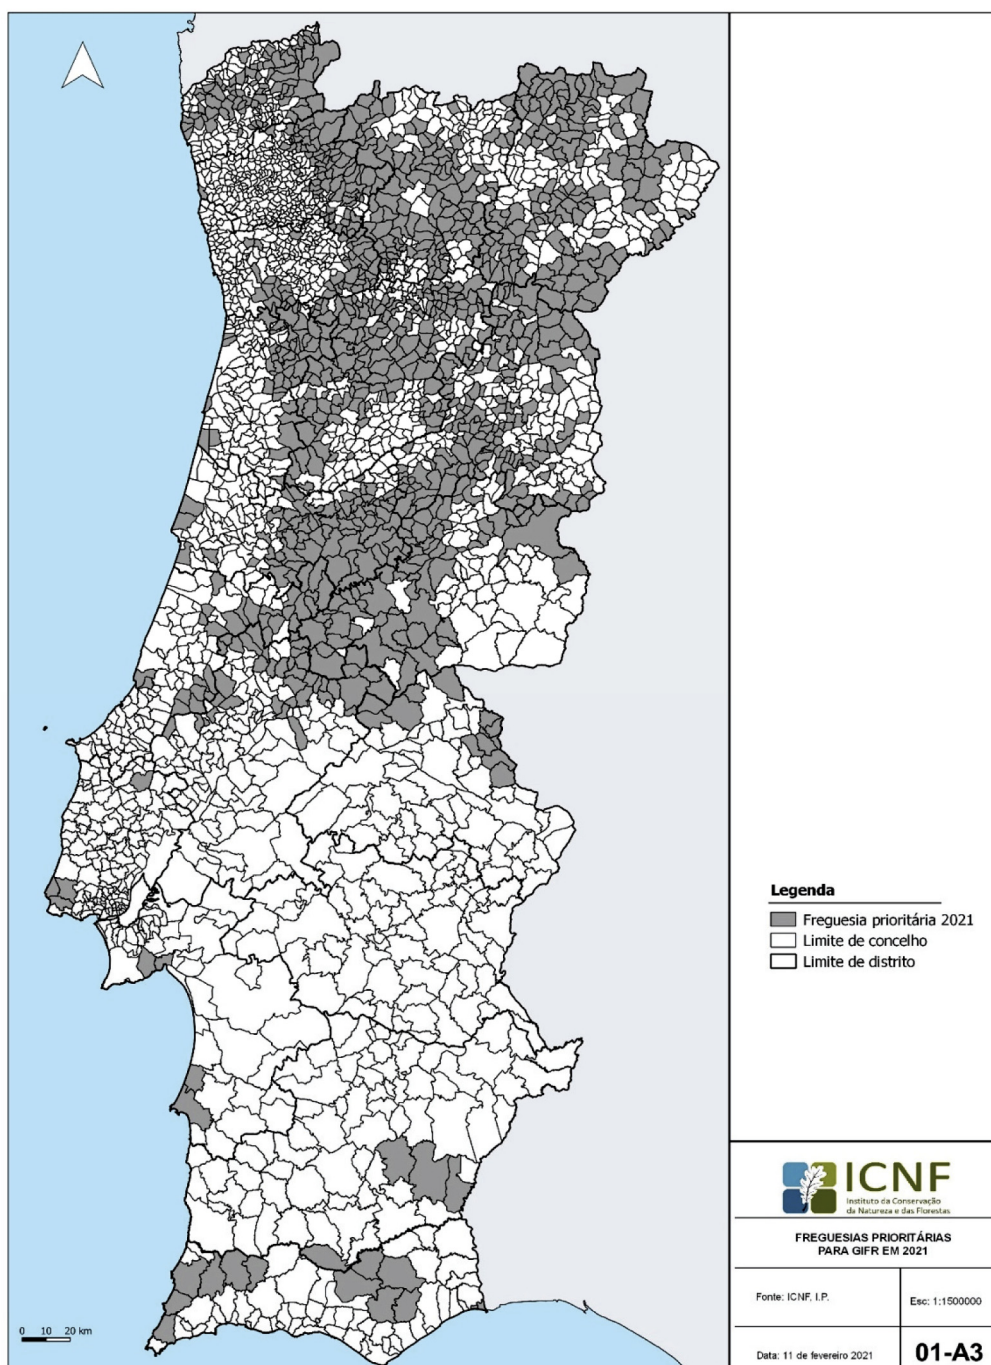 Legenda
Freguesia prioritária 2021
Limite de concelho
Limite de distrito
ICNF
Instituto da Conservação
da Natureza e das Florestas
FREGUESIAS PRIORITÁRIAS
PARA GIFR EM 2021
Fonte: ICNF, I.P.
Esc: 1:1500000
Data: 11 de fevereiro 2021
01-A3
0 10 20 km